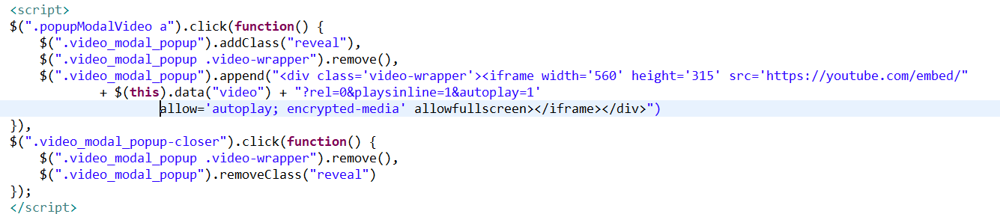 <script>
$(".popupModalVideo a").click(function() {
    $(".video_modal_popup").addClass("reveal"),
    $(".video_modal_popup .video-wrapper").remove(),
    $(".video_modal_popup").append("<div class='video-wrapper'><iframe width='560' height='315' src='https://youtube.com/embed/"
            + $(this).data("video") + "?rel=0&playsinline=1&autoplay=1'
                    allow='autoplay; encrypted-media' allowfullscreen></iframe></div>")
}),
$(".video_modal_popup-closer").click(function() {
    $(".video_modal_popup .video-wrapper").remove(),
    $(".video_modal_popup").removeClass("reveal")
});
</script>